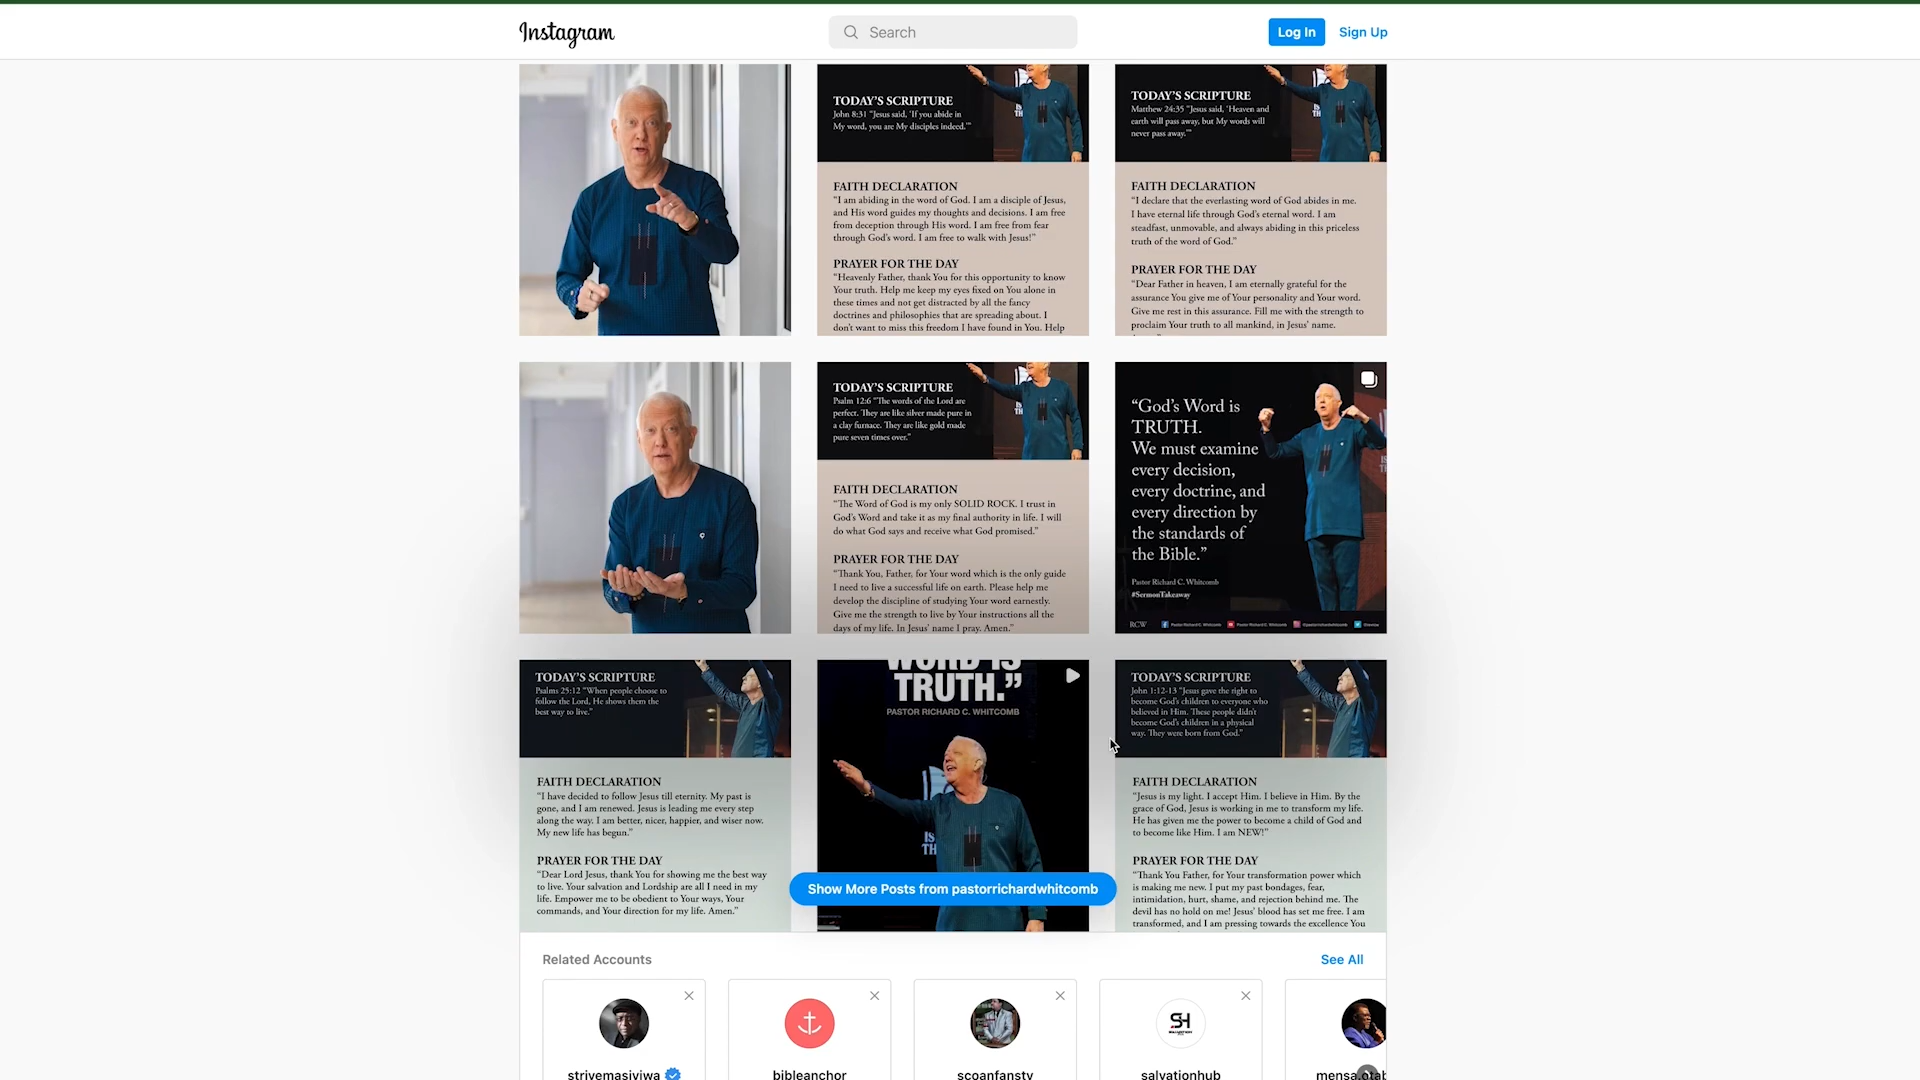 Instagram
Search
Log In
Sign Up
TODAY'S SCRIPTURE
John 8:31 "Jesus said, 'If you abide in
My word, you are My disciples indeed.'"
FAITH DECLARATION
"I am abiding in the word of God. I am a disciple of Jesus,
and His word guides my thoughts and decisions. I am free
from deception through His word. I am free from fear
through God's word. I am free to walk with Jesus!"
PRAYER FOR THE DAY
"Heavenly Father, thank You for this opportunity to know
Your truth. Help me keep my eyes fixed on You alone in
these times and not get distracted by all the fancy
doctrines and philosophies that are spreading about. I
don't want to miss this freedom I have found in You. Help
TODAY'S SCRIPTURE
Matthew 24:35 "Jesus said, 'Heaven and
earth will pass away, but My words will
never pass away.'"
FAITH DECLARATION
"I declare that the everlasting word of God abides in me.
I have eternal life through God's eternal word. I am
steadfast, unmovable, and always abiding in this priceless
truth of the word of God."
PRAYER FOR THE DAY
"Dear Father in heaven, I am eternally grateful for the
assurance You give me of Your personality and Your word.
Give me rest in this assurance. Fill me with the strength to
proclaim Your truth to all mankind, in Jesus' name.
TODAY'S SCRIPTURE
Psalm 12:6 "The words of the Lord are
perfect. They are like silver made pure in
a clay furnace. They are like gold made
pure seven times over."
FAITH DECLARATION
"The Word of God is my only SOLID ROCK. I trust in
God's Word and take it as my final authority in life. I will
do what God says and receive what God promised."
PRAYER FOR THE DAY
"Thank You, Father, for Your word which is the only guide
I need to live a successful life on earth. Please help me
develop the discipline of studying Your word earnestly.
Give me the strength to live by Your instructions all the
days of my life. In Jesus' name I pray. Amen."
"God's Word is
TRUTH.
We must examine
every decision,
every doctrine, and
every direction by
the standards of
the Bible."
Pastor Richard C. Whitcomb
#SermonTakeaway
RCW Pastor Richard C. Whitcomb Pastor Richard C. Whitcomb @pastorrichardwhitcomb
TODAY'S SCRIPTURE
Psalms 25:12 "When people choose to
follow the Lord, He shows them the
best way to live."
FAITH DECLARATION
"I have decided to follow Jesus till eternity. My past is
gone, and I am renewed. Jesus is leading me every step
along the way. I am better, nicer, happier, and wiser now.
My new life has begun."
PRAYER FOR THE DAY
"Dear Lord Jesus, thank You for showing me the best way
to live. Your salvation and Lordship are all I need in my
life. Empower me to be obedient to Your ways, Your
commands, and Your direction for my life. Amen."
WORD IS
TRUTH."
PASTOR RICHARD C. WHITCOMB
IS
TH
TODAY'S SCRIPTURE
John 1:12-13 "Jesus gave the right to
become God's children to everyone who
believed in Him. These people didn't
become God's children in a physical
way. They were born from God."
FAITH DECLARATION
"Jesus is my light. I accept Him. I believe in Him. By the
grace of God, Jesus is working in me to transform my life.
He has given me the power to become a child of God and
to become like Him. I am NEW!"
PRAYER FOR THE DAY
"Thank You Father, for Your transformation power which
is making me new. I put my past bondages, fear,
intimidation, hurt, shame, and rejection behind me. The
devil has no hold on me! Jesus' blood has set me free. I am
transformed, and I am pressing towards the excellence You
Show More Posts from pastorrichardwhitcomb
Related Accounts
See All
SH
strivemasiyiwa
bibleanchor
scoanfanstv
salvationhub
mensa.otab